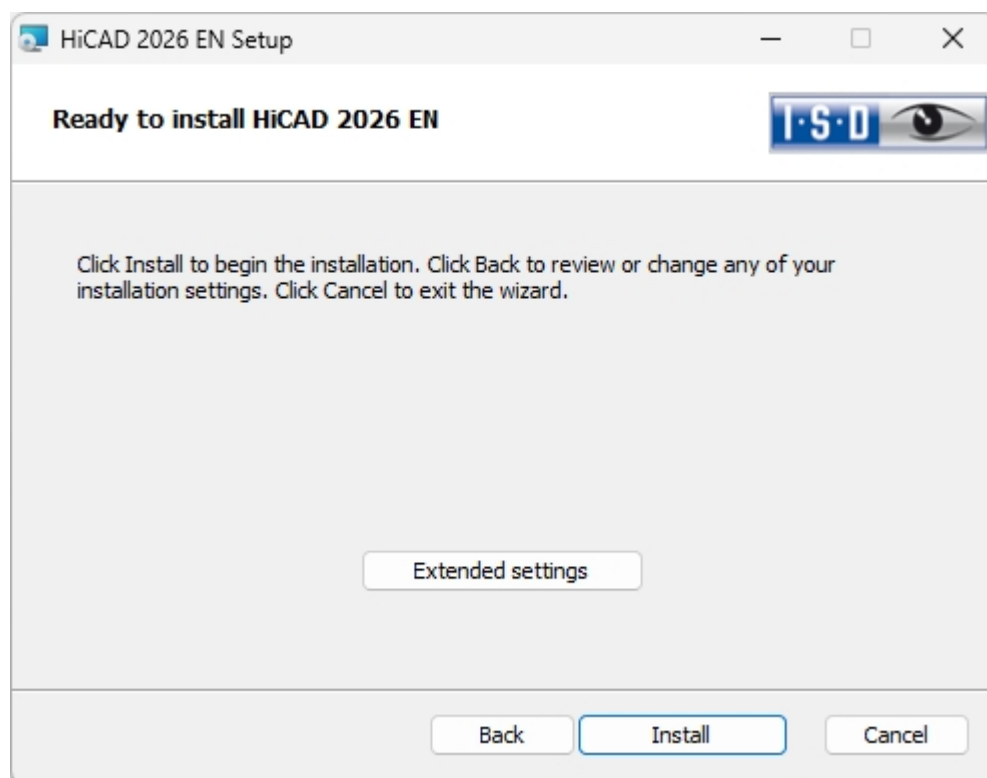 HiCAD 2026 EN Setup
Ready to install HiCAD 2026 EN
I·S·D
Click Install to begin the installation. Click Back to review or change any of your
installation settings. Click Cancel to exit the wizard.
Extended settings
Back
Install
Cancel